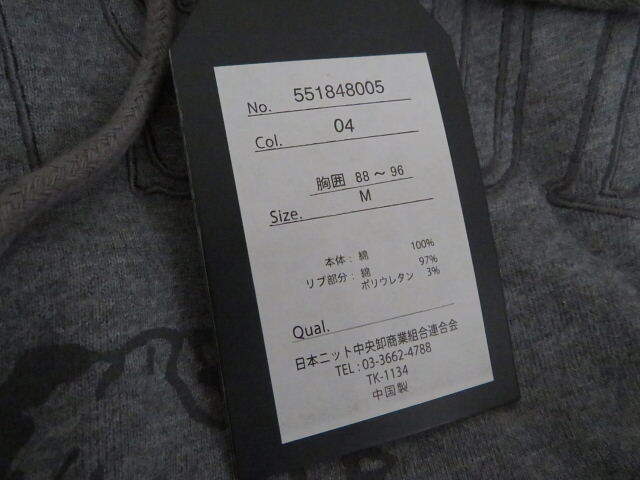 No. 551848005
Col. 04
胸囲 88 ～ 96
Size. M
本体： 綿 100%
リブ部分： 綿 97%
ポリウレタン 3%
Qual.
日本ニット中央卸商業組合連合会
TEL : 03-3662-4788
TK-1134
中国製